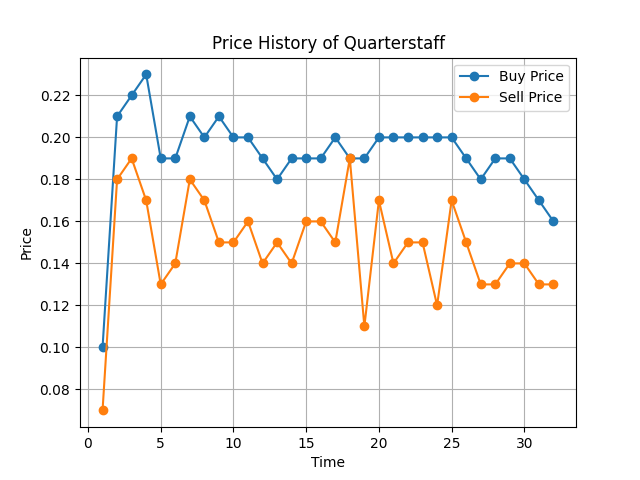 Price History of Quarterstaff
Buy Price
Sell Price
0.22
0.20
0.18
0.16
0.14
0.12
0.10
0.08
Price
0 5 10 15 20 25 30
Time